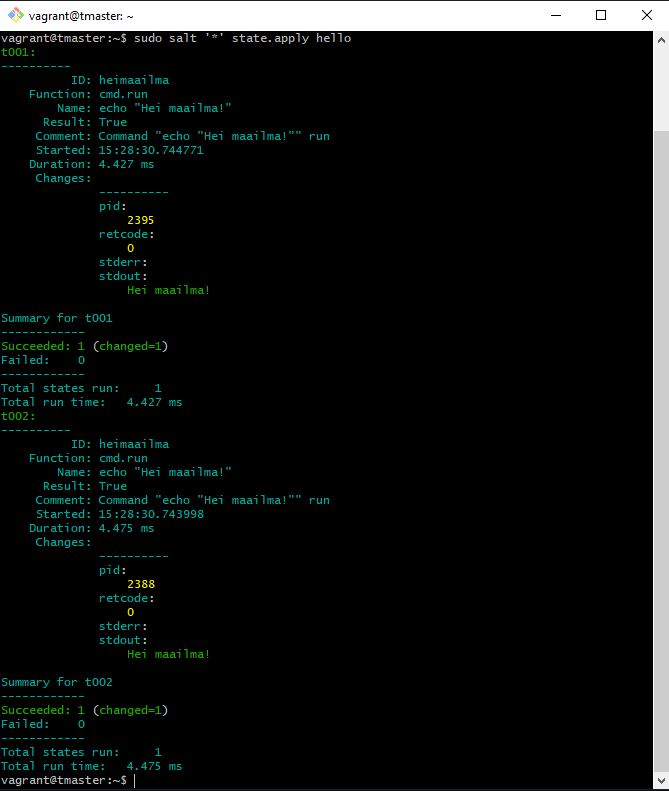 vagrant@tmaster: ~
vagrant@tmaster:~$ sudo salt '*' state.apply hello
t001:
----------
          ID: heimaailma
    Function: cmd.run
        Name: echo "Hei maailma!"
      Result: True
     Comment: Command "echo "Hei maailma!"" run
     Started: 15:28:30.744771
    Duration: 4.427 ms
     Changes:
              ----------
              pid:
                  2395
              retcode:
                  0
              stderr:
              stdout:
                  Hei maailma!

Summary for t001
------------
Succeeded: 1 (changed=1)
Failed:    0
------------
Total states run:     1
Total run time:   4.427 ms
t002:
----------
          ID: heimaailma
    Function: cmd.run
        Name: echo "Hei maailma!"
      Result: True
     Comment: Command "echo "Hei maailma!"" run
     Started: 15:28:30.743998
    Duration: 4.475 ms
     Changes:
              ----------
              pid:
                  2388
              retcode:
                  0
              stderr:
              stdout:
                  Hei maailma!

Summary for t002
------------
Succeeded: 1 (changed=1)
Failed:    0
------------
Total states run:     1
Total run time:   4.475 ms
vagrant@tmaster:~$